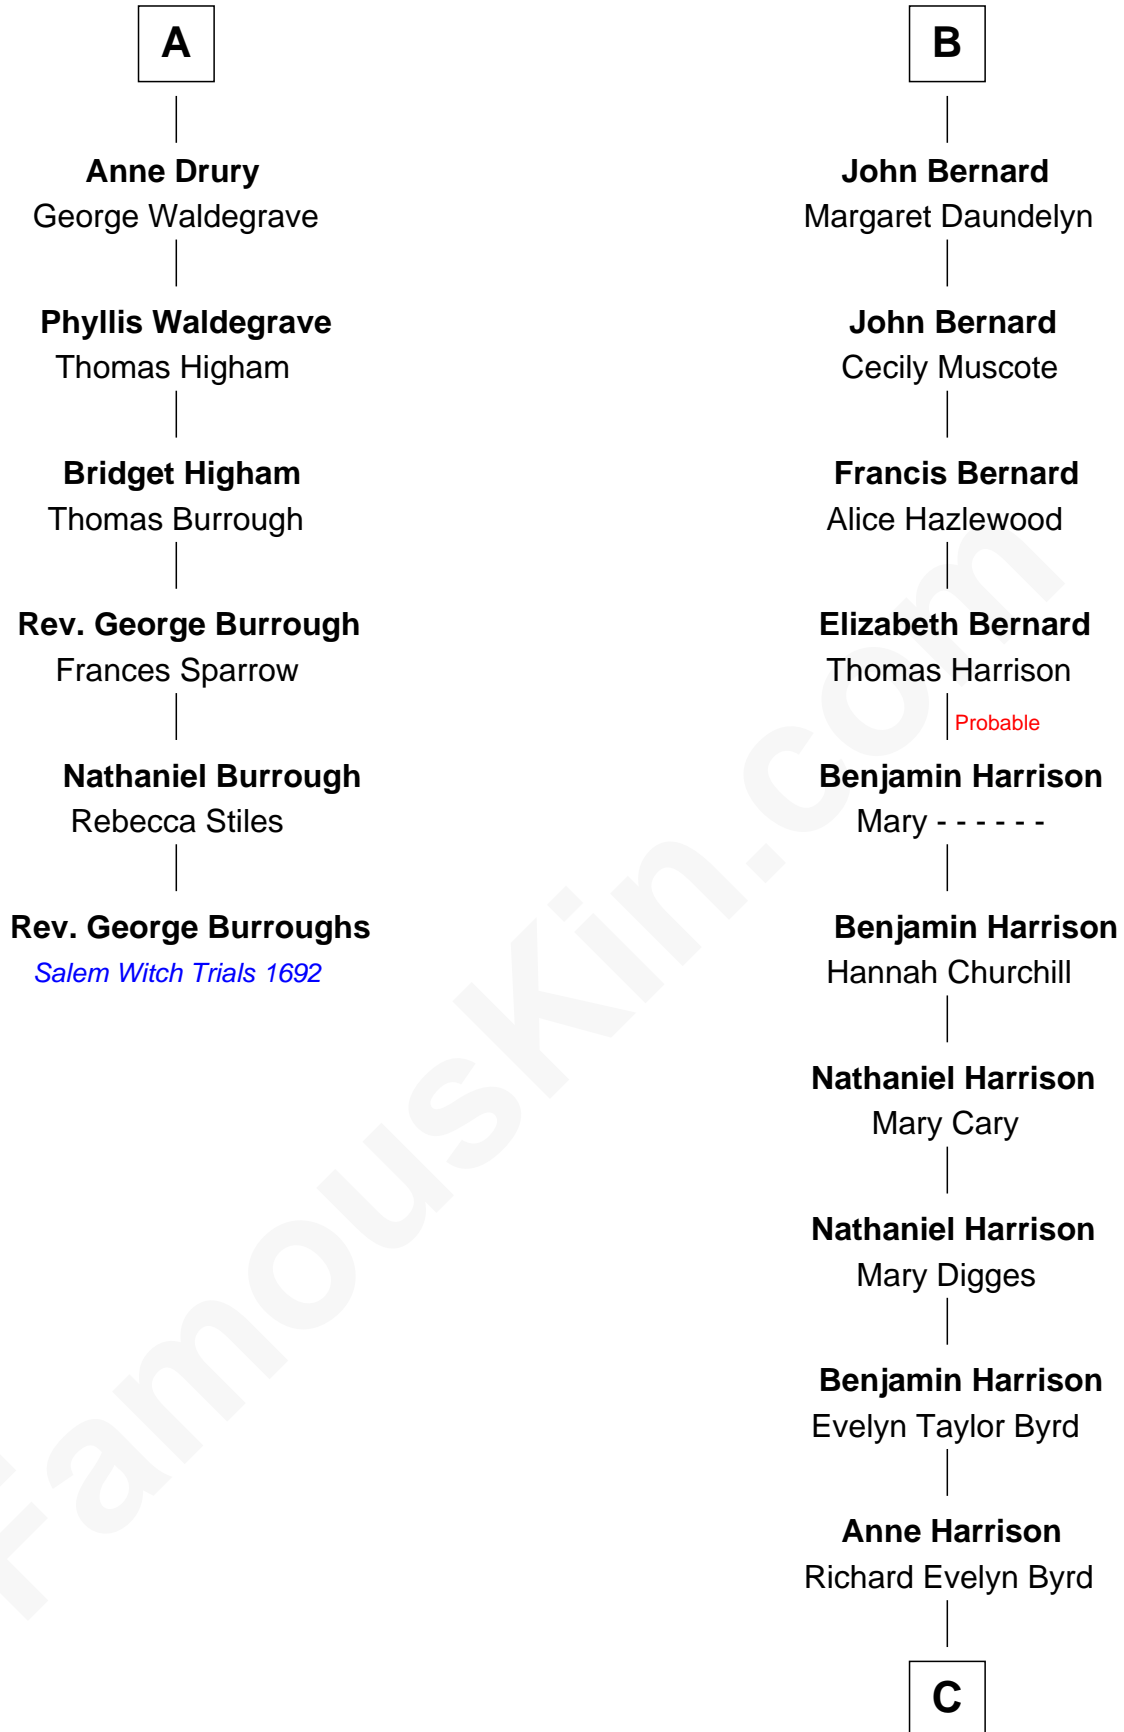 A
Anne Drury
George Waldegrave
Phyllis Waldegrave
Thomas Higham
Bridget Higham
Thomas Burrough
Rev. George Burrough
Frances Sparrow
Nathaniel Burrough
Rebecca Stiles
Rev. George Burroughs
Salem Witch Trials 1692
B
John Bernard
Margaret Daundelyn
John Bernard
Cecily Muscote
Francis Bernard
Alice Hazlewood
Elizabeth Bernard
Thomas Harrison
Probable
Benjamin Harrison
Mary - - - - - -
Benjamin Harrison
Hannah Churchill
Nathaniel Harrison
Mary Cary
Nathaniel Harrison
Mary Digges
Benjamin Harrison
Evelyn Taylor Byrd
Anne Harrison
Richard Evelyn Byrd
C
FamousKin.com